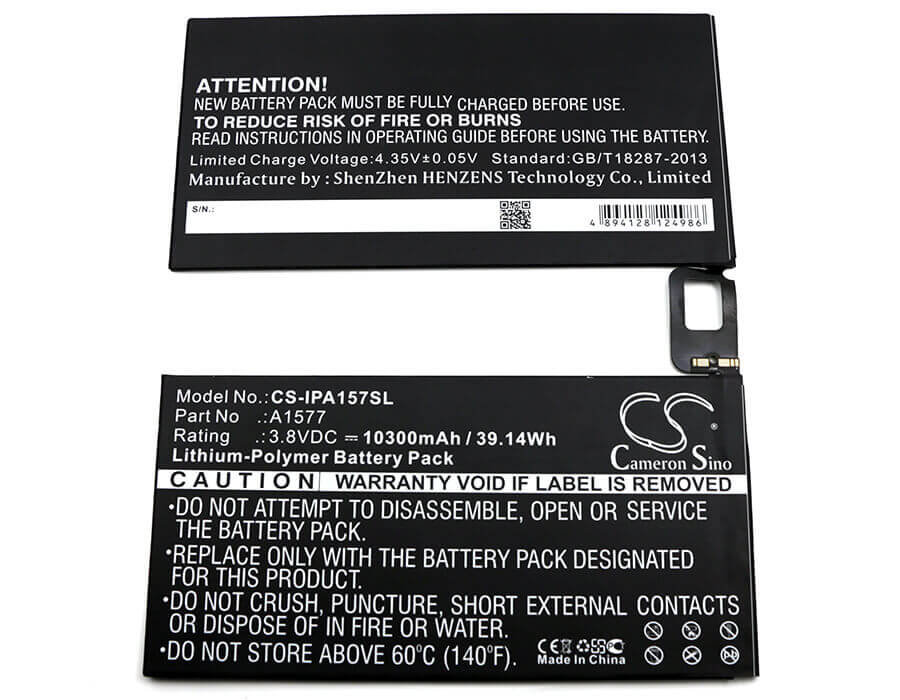 ATTENTION!
NEW BATTERY PACK MUST BE FULLY CHARGED BEFORE USE.
TO REDUCE RISK OF FIRE OR BURNS
READ INSTRUCTIONS IN OPERATING GUIDE BEFORE USING THE BATTERY.
Limited Charge Voltage:4.35V±0.05V Standard:GB/T18287-2013
Manufacture by : ShenZhen HENZENS Technology Co., Limited
S/N.:
4 894128 124986
Model No.:CS-IPA157SL
Part No :A1577
Rating :3.8VDC ⎓ 10300mAh / 39.14Wh
Lithium-Polymer Battery Pack
CS
®
Cameron Sino
CAUTION WARRANTY VOID IF LABEL IS REMOVED
•DO NOT ATTEMPT TO DISASSEMBLE, OPEN OR SERVICE
THE BATTERY PACK.
•REPLACE ONLY WITH THE BATTERY PACK DESIGNATED
FOR THIS PRODUCT.
•DO NOT CRUSH, PUNCTURE, SHORT EXTERNAL CONTACTS
OR DISPOSE OF IN FIRE OR WATER.
•DO NOT STORE ABOVE 60°C (140°F).
CE
Made In China